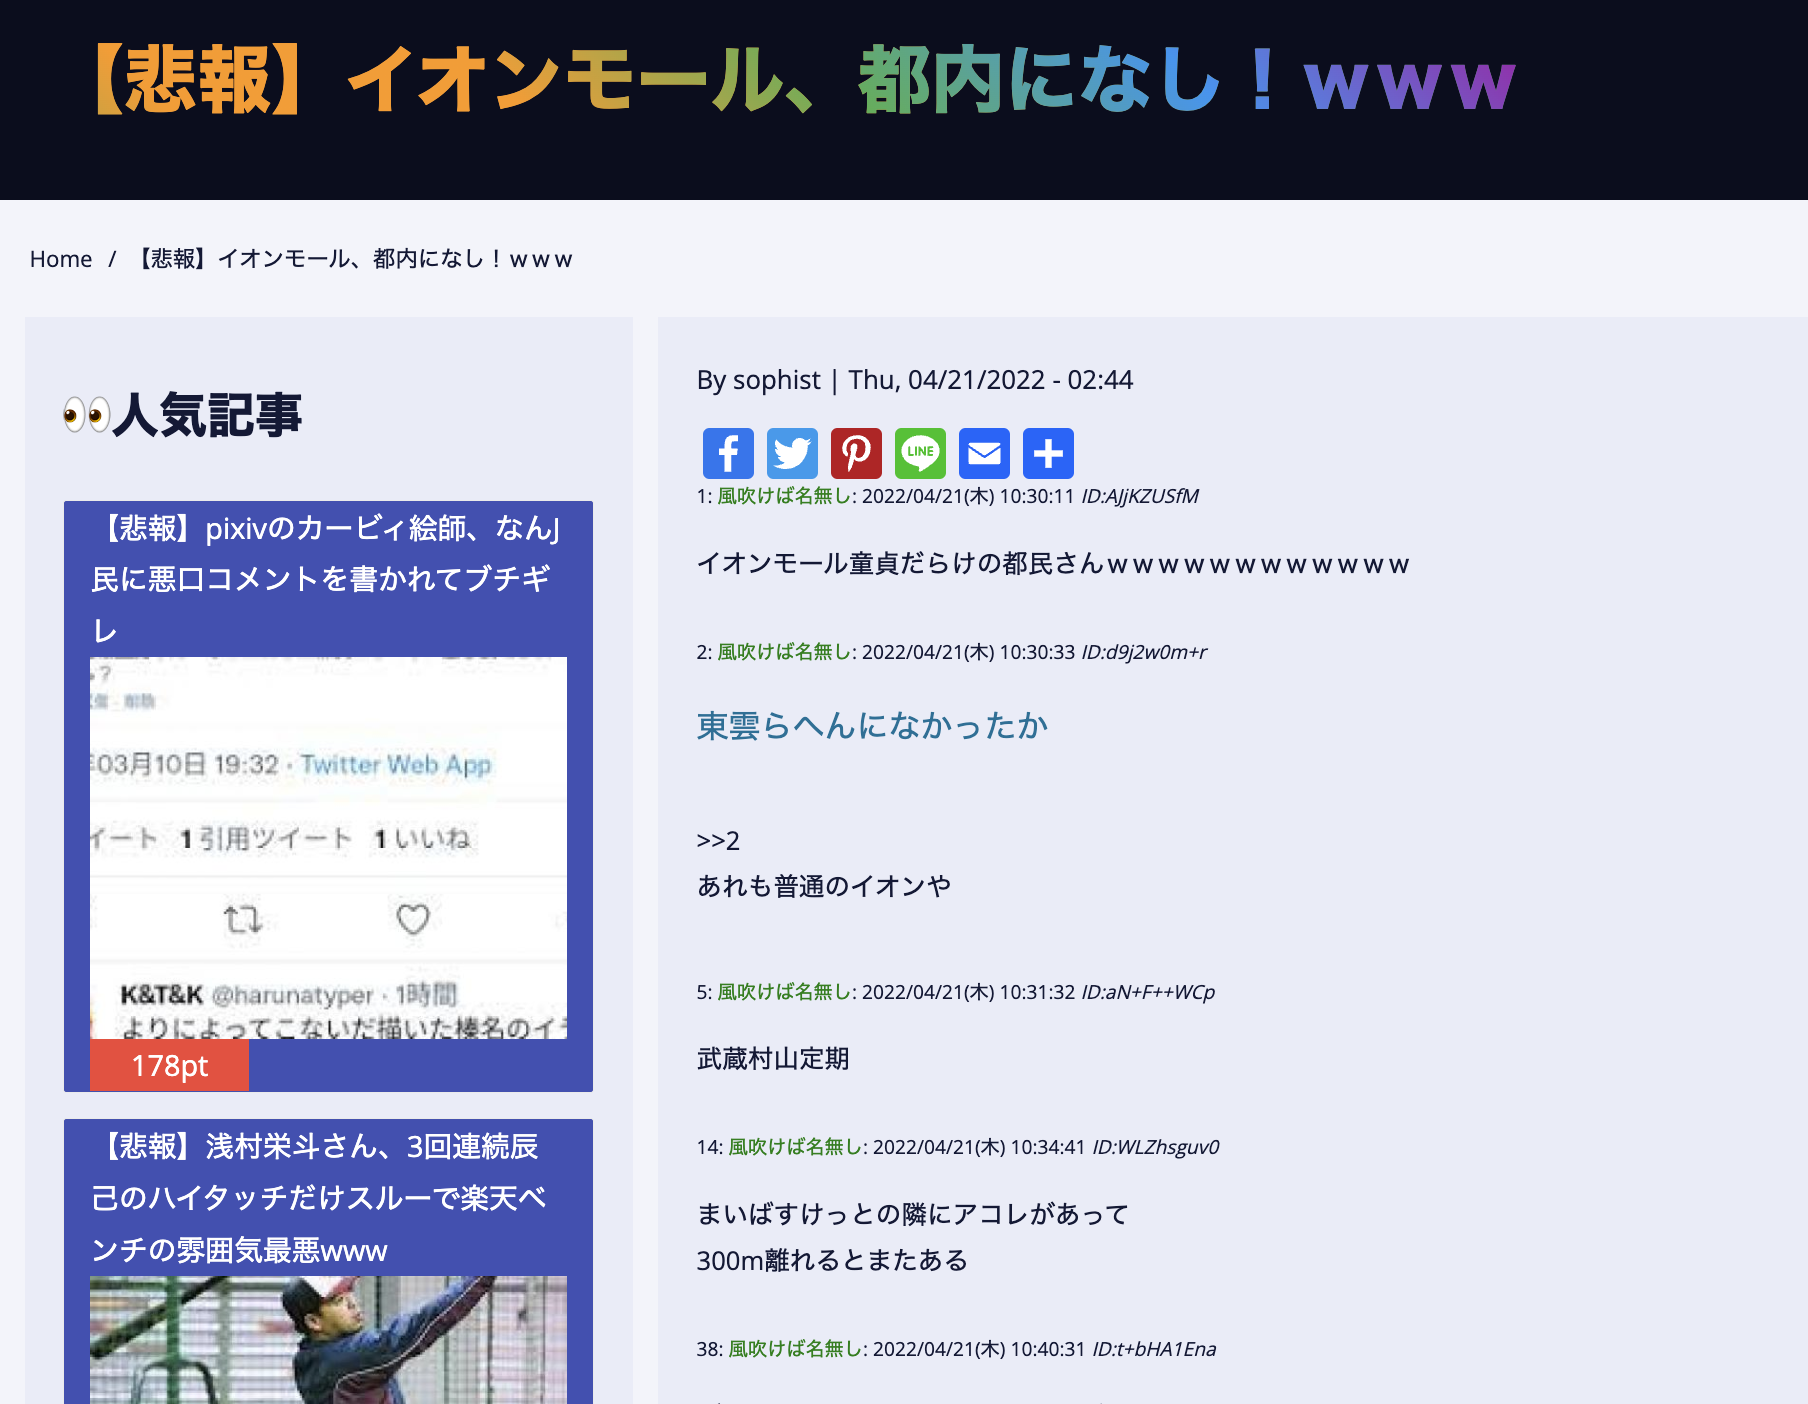 【悲報】イオンモール、都内になし！ｗｗｗ
Home / 【悲報】イオンモール、都内になし！ｗｗｗ
👀人気記事
【悲報】pixivのカービィ絵師、なんJ
民に悪口コメントを書かれてブチギ
レ
?
03月10日 19:32 · Twitter Web App
イート 1 引用ツイート 1 いいね
K&T&K @harunatyper · 1時間
よりによってこないだ描いた榛名のイ
178pt
【悲報】浅村栄斗さん、3回連続辰
己のハイタッチだけスルーで楽天ベ
ンチの雰囲気最悪www
By sophist | Thu, 04/21/2022 - 02:44
LINE
1: 風吹けば名無し: 2022/04/21(木) 10:30:11 ID:AJjKZUSfM
イオンモール童貞だらけの都民さんｗｗｗｗｗｗｗｗｗｗｗｗ
2: 風吹けば名無し: 2022/04/21(木) 10:30:33 ID:d9j2w0m+r
東雲らへんになかったか
>>2
あれも普通のイオンや
5: 風吹けば名無し: 2022/04/21(木) 10:31:32 ID:aN+F++WCp
武蔵村山定期
14: 風吹けば名無し: 2022/04/21(木) 10:34:41 ID:WLZhsguv0
まいばすけっとの隣にアコレがあって
300m離れるとまたある
38: 風吹けば名無し: 2022/04/21(木) 10:40:31 ID:t+bHA1Ena